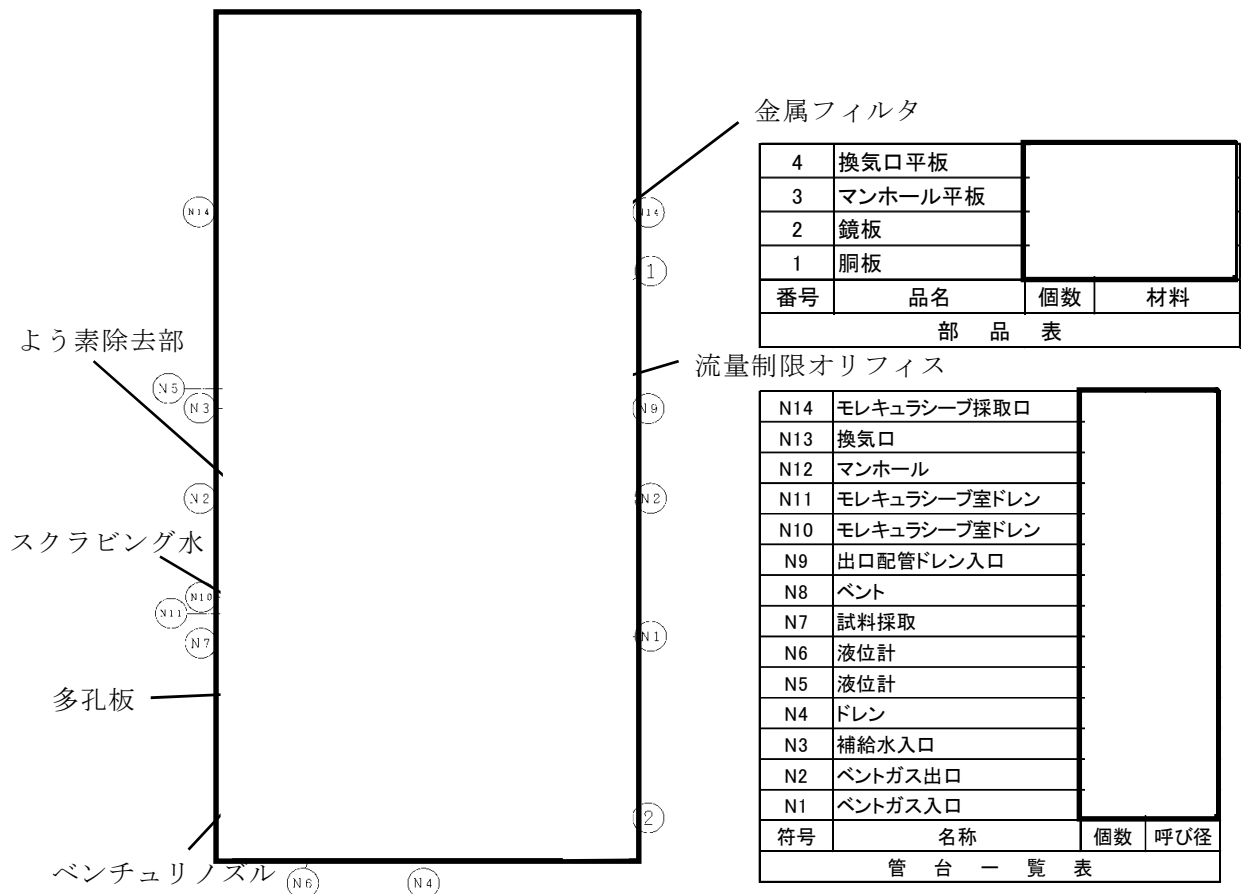 金属フィルタ
4 換気口平板
3 マンホール平板
2 鏡板
1 胴板
番号 品名 個数 材料
部 品 表
N14 N14
1
よう素除去部
流量制限オリフィス
N5
N3 N9
N2 N2
スクラビング水
N10
N11
N7 N1
多孔板
2
ベンチュリノズル
N6 N4
N14 モレキュラシーブ採取口
N13 換気口
N12 マンホール
N11 モレキュラシーブ室ドレン
N10 モレキュラシーブ室ドレン
N9 出口配管ドレン入口
N8 ベント
N7 試料採取
N6 液位計
N5 液位計
N4 ドレン
N3 補給水入口
N2 ベントガス出口
N1 ベントガス入口
符号 名称 個数 呼び径
管 台 一 覧 表